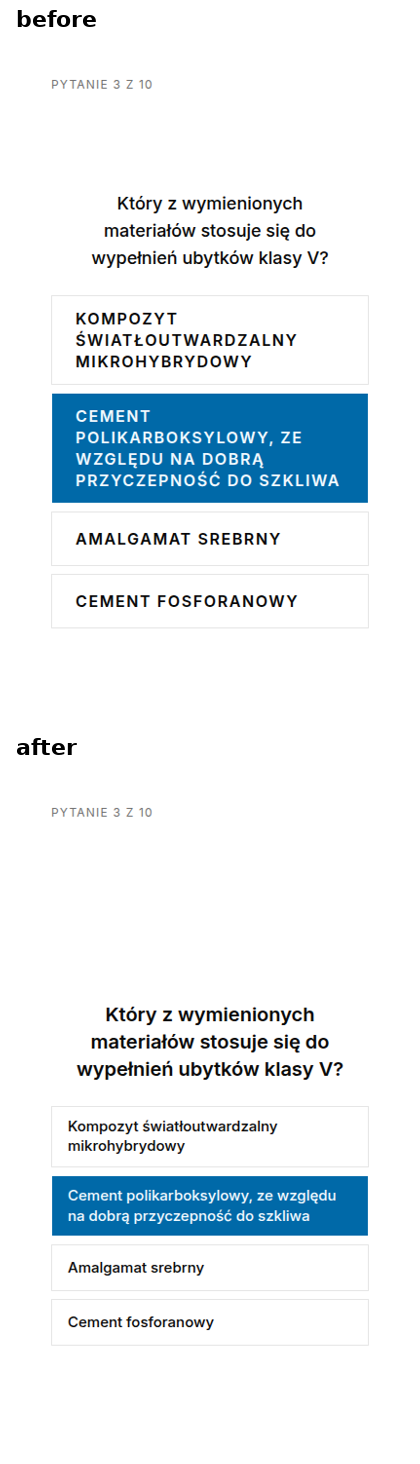 before
PYTANIE 3 Z 10
Który z wymienionych
materiałów stosuje się do
wypełnień ubytków klasy V?
KOMPOZYT
ŚWIATŁOUTWARDZALNY
MIKROHYBRYDOWY
CEMENT
POLIKARBOKSYLOWY, ZE
WZGLĘDU NA DOBRĄ
PRZYCZEPNOŚĆ DO SZKLIWA
AMALGAMAT SREBRNY
CEMENT FOSFORANOWY
after
PYTANIE 3 Z 10
Który z wymienionych
materiałów stosuje się do
wypełnień ubytków klasy V?
Kompozyt światłoutwardzalny
mikrohybrydowy
Cement polikarboksylowy, ze względu
na dobrą przyczepność do szkliwa
Amalgamat srebrny
Cement fosforanowy